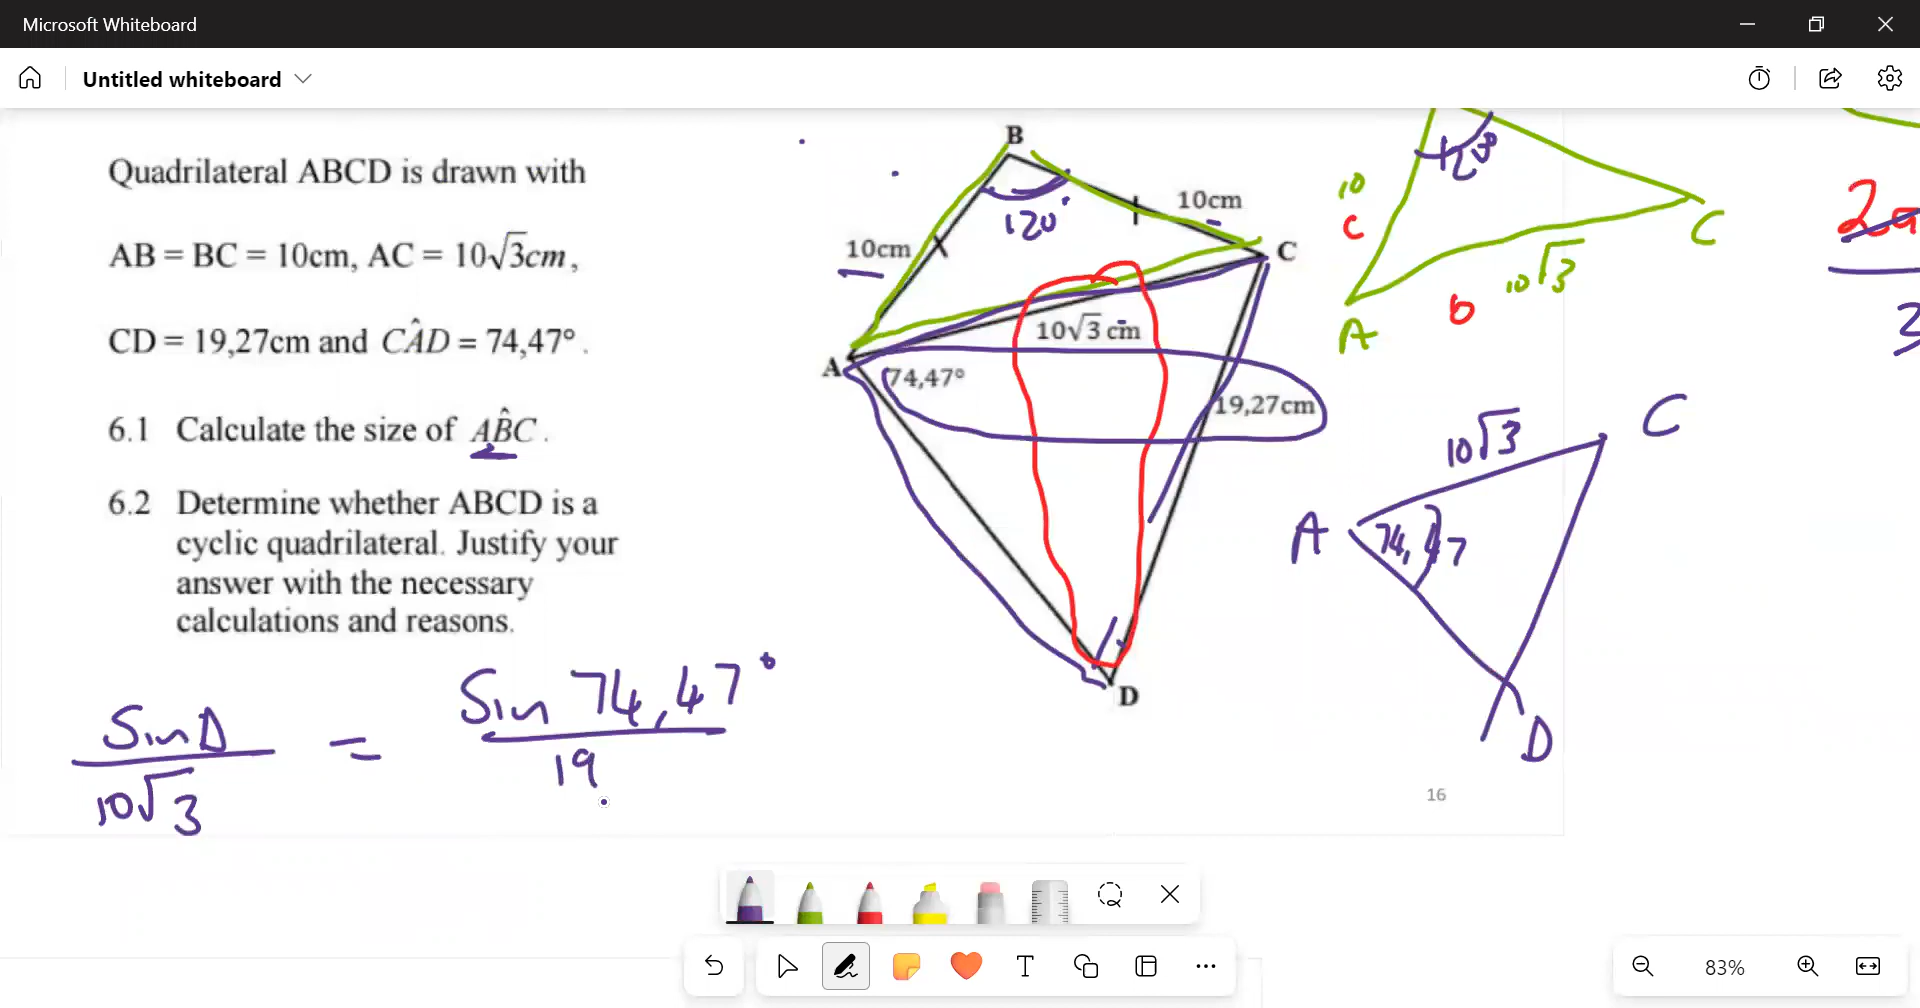 Microsoft Whiteboard
Untitled whiteboard
Quadrilateral ABCD is drawn with
AB = BC = 10cm, AC = 10√3cm,
CD = 19,27cm and CÂD = 74,47°.
6.1 Calculate the size of AB̂C.
6.2 Determine whether ABCD is a
cyclic quadrilateral. Justify your
answer with the necessary
calculations and reasons.
B
10cm
120°
10cm
C
10√3 cm
A
74,47°
19,27cm
D
120°
10
c
C
10√3
b
A
2a
C
10√3
A
74,47
D
Sin D / 10√3 = Sin 74,47° / 19
16
83%